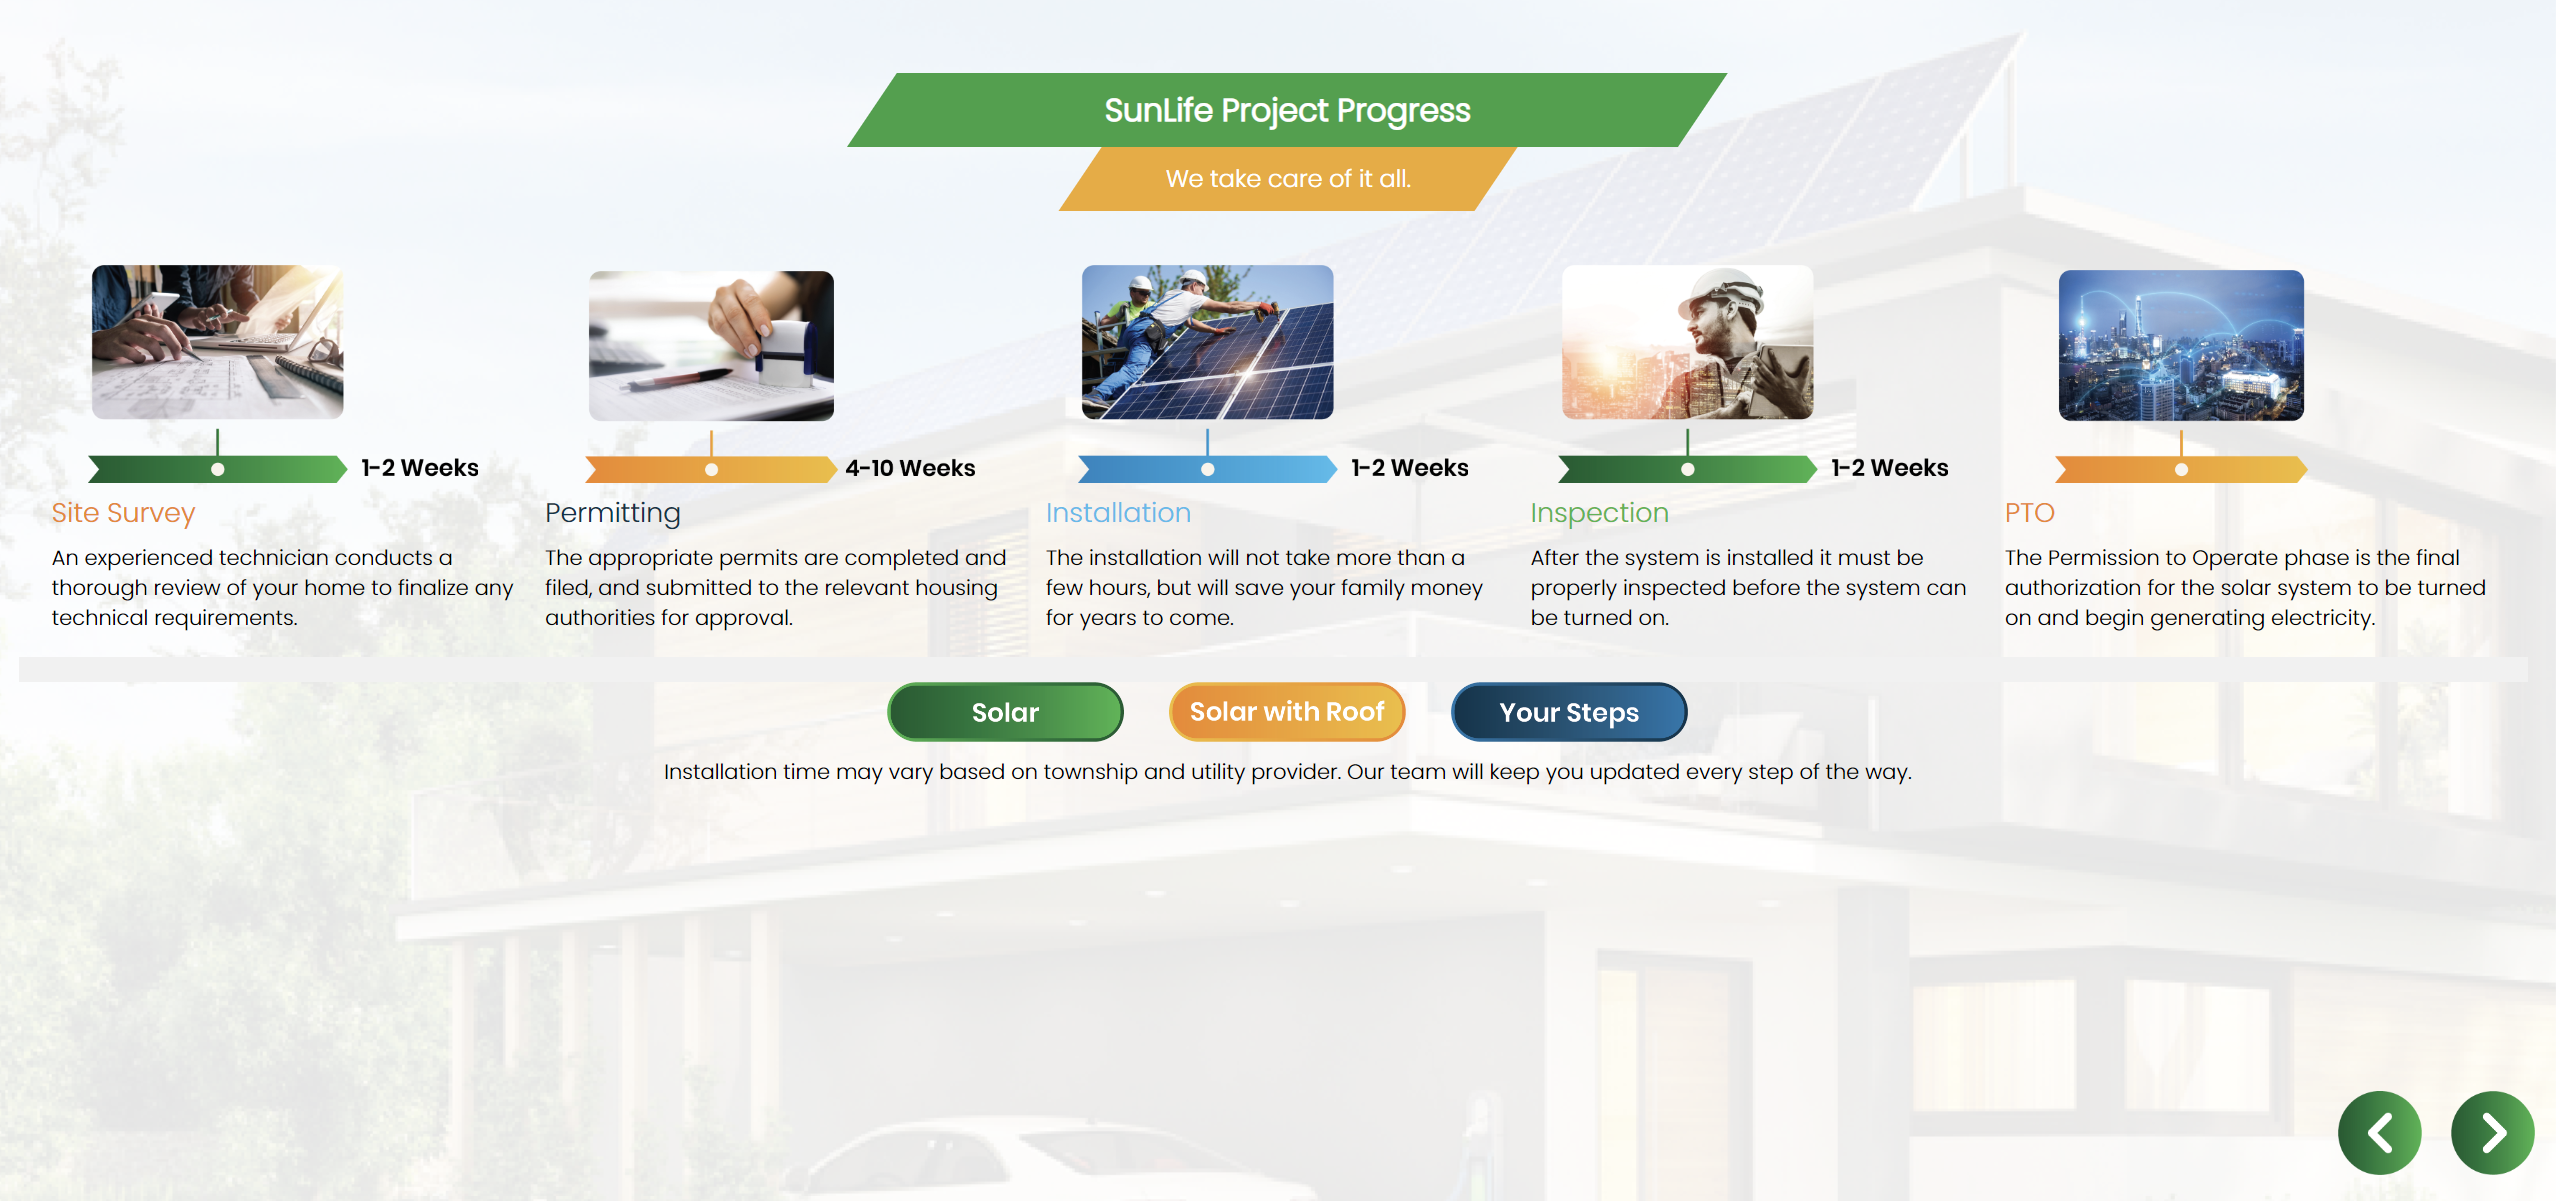 SunLife Project Progress
We take care of it all.
1-2 Weeks
Site Survey
An experienced technician conducts a
thorough review of your home to finalize any
technical requirements.
4-10 Weeks
Permitting
The appropriate permits are completed and
filed, and submitted to the relevant housing
authorities for approval.
1-2 Weeks
Installation
The installation will not take more than a
few hours, but will save your family money
for years to come.
1-2 Weeks
Inspection
After the system is installed it must be
properly inspected before the system can
be turned on.
PTO
The Permission to Operate phase is the final
authorization for the solar system to be turned
on and begin generating electricity.
Solar
Solar with Roof
Your Steps
Installation time may vary based on township and utility provider. Our team will keep you updated every step of the way.